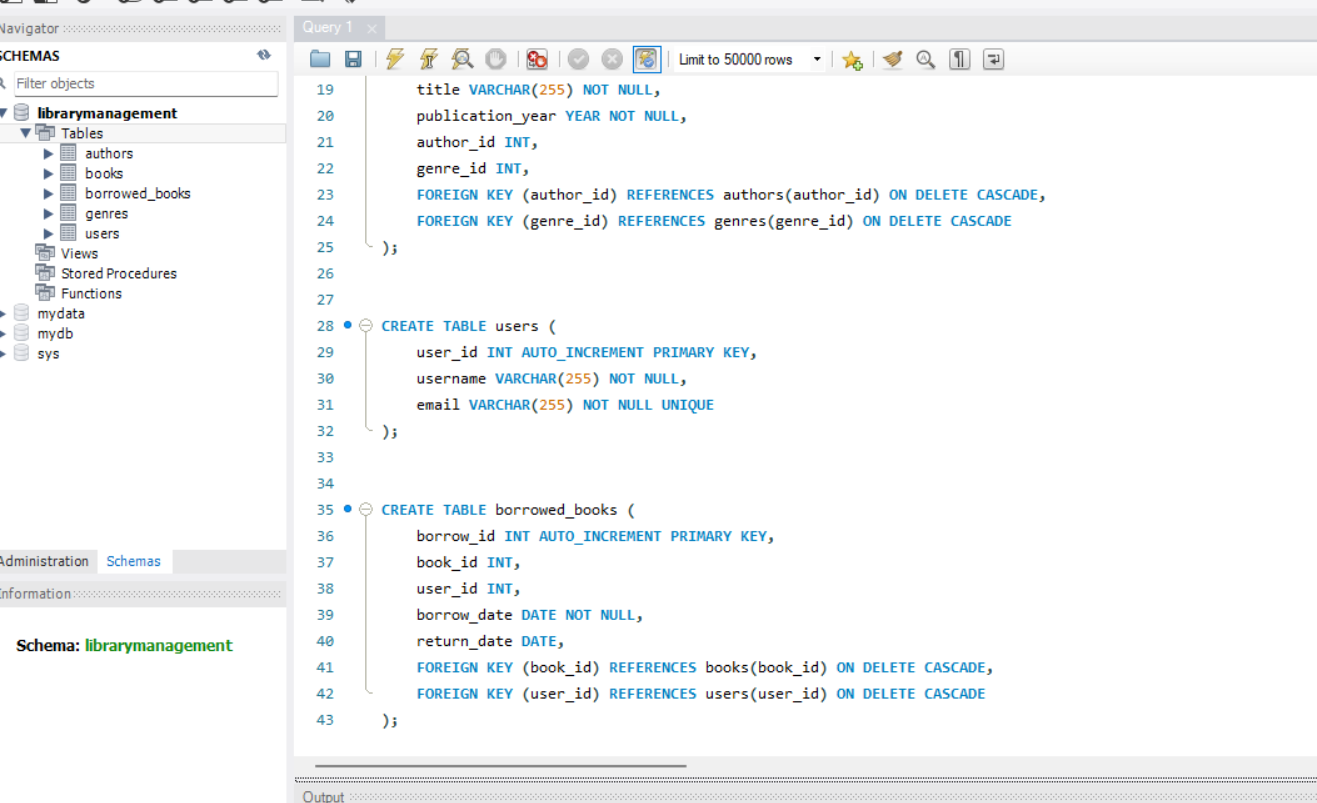 Navigator
Query 1
SCHEMAS
Limit to 50000 rows
Filter objects
librarymanagement
Tables
authors
books
borrowed_books
genres
users
Views
Stored Procedures
Functions
mydata
mydb
sys
Administration Schemas
Information
Schema: librarymanagement
19 title VARCHAR(255) NOT NULL,
20 publication_year YEAR NOT NULL,
21 author_id INT,
22 genre_id INT,
23 FOREIGN KEY (author_id) REFERENCES authors(author_id) ON DELETE CASCADE,
24 FOREIGN KEY (genre_id) REFERENCES genres(genre_id) ON DELETE CASCADE
25 );
26
27
28 CREATE TABLE users (
29 user_id INT AUTO_INCREMENT PRIMARY KEY,
30 username VARCHAR(255) NOT NULL,
31 email VARCHAR(255) NOT NULL UNIQUE
32 );
33
34
35 CREATE TABLE borrowed_books (
36 borrow_id INT AUTO_INCREMENT PRIMARY KEY,
37 book_id INT,
38 user_id INT,
39 borrow_date DATE NOT NULL,
40 return_date DATE,
41 FOREIGN KEY (book_id) REFERENCES books(book_id) ON DELETE CASCADE,
42 FOREIGN KEY (user_id) REFERENCES users(user_id) ON DELETE CASCADE
43 );
Output